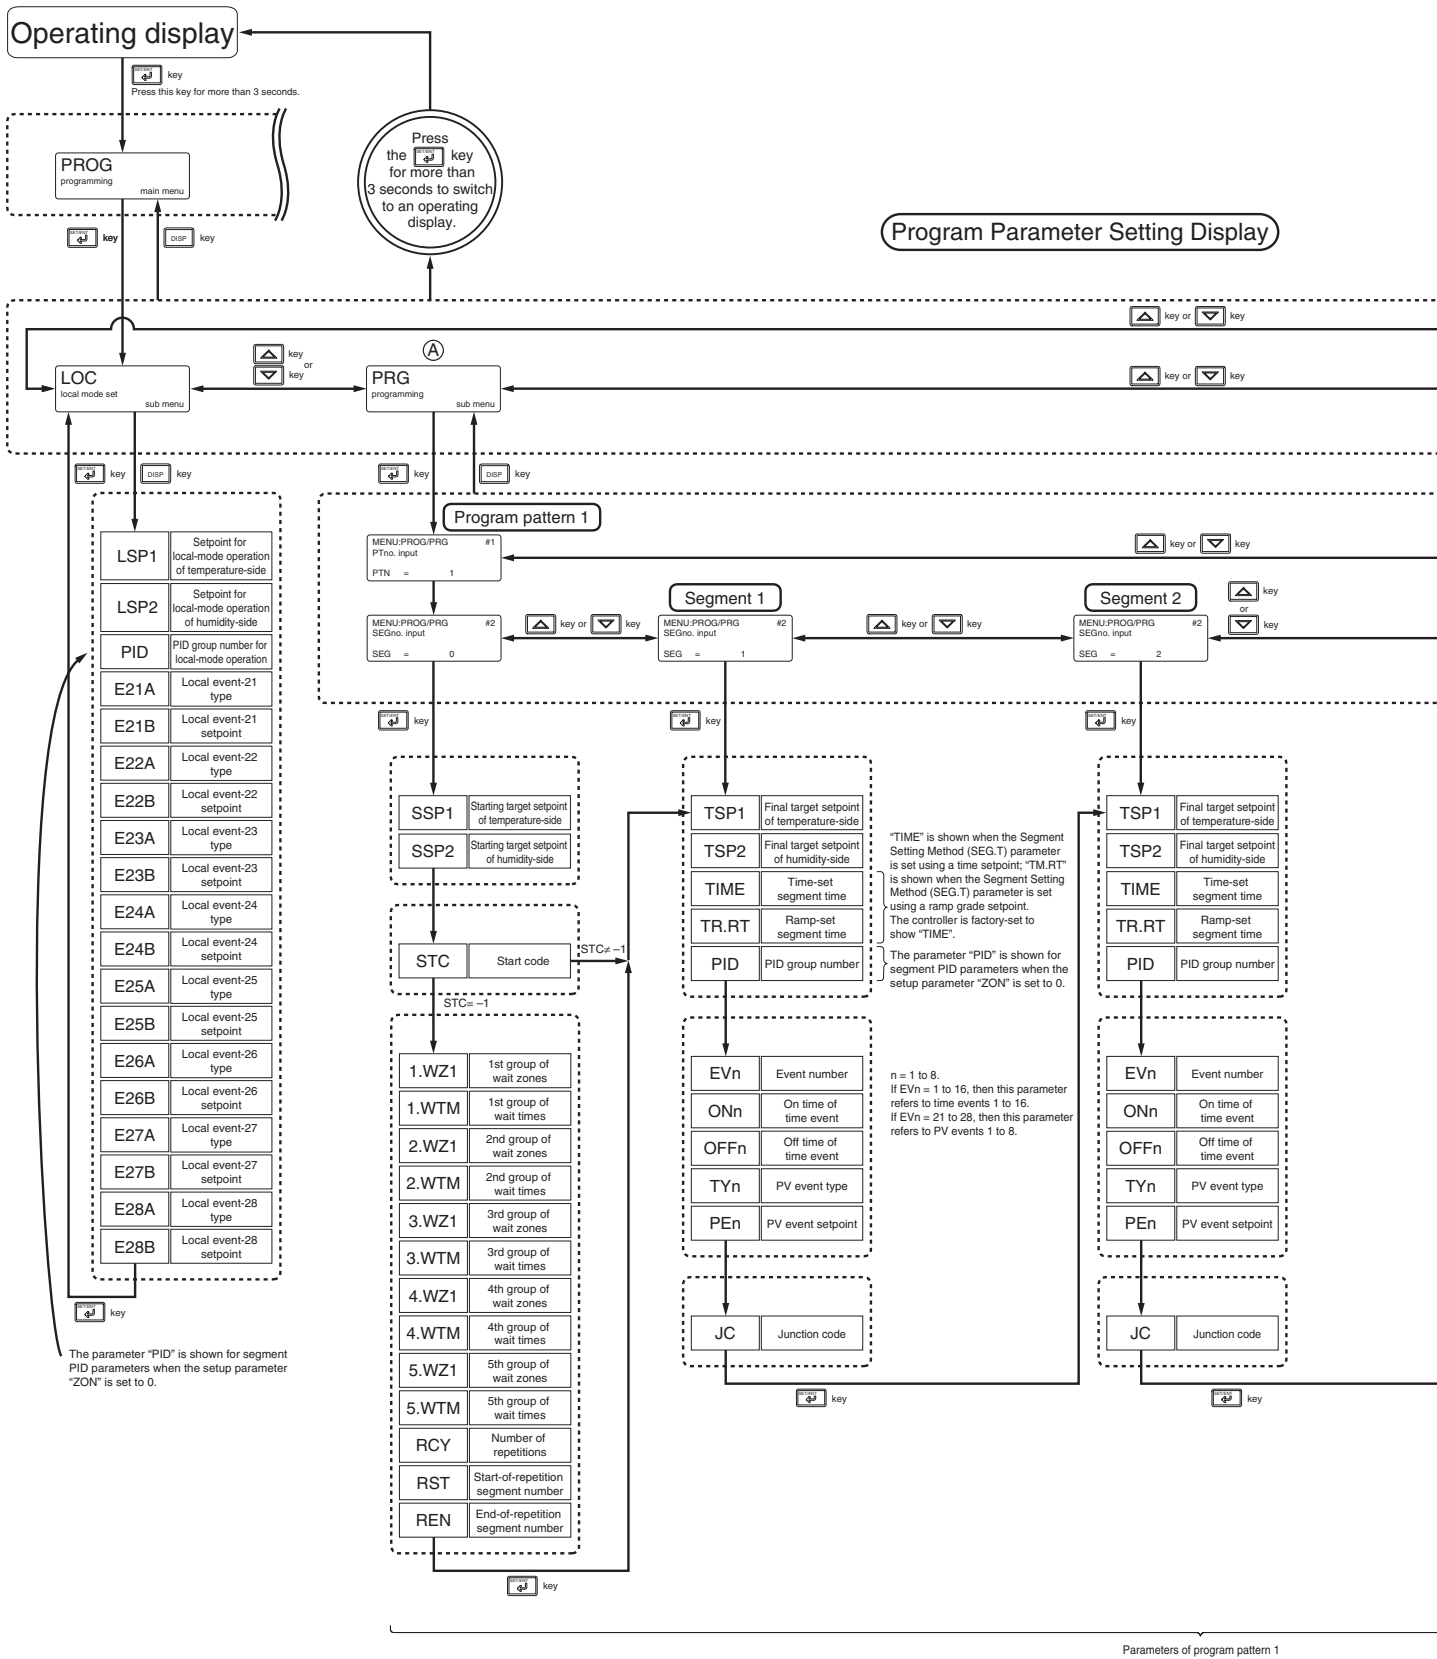 Operating display
SET/ENT key
Press this key for more than 3 seconds.
PROG
programming
main menu
SET/ENT key
DISP key
Press
the SET/ENT key
for more than
3 seconds to switch
to an operating
display.
Program Parameter Setting Display
key or key
LOC
local mode set
sub menu
key
or
key
A
PRG
programming
sub menu
key or key
SET/ENT key
DISP key
SET/ENT key
DISP key
LSP1
Setpoint for
local-mode operation
of temperature-side
LSP2
Setpoint for
local-mode operation
of humidity-side
PID
PID group number for
local-mode operation
E21A
Local event-21
type
E21B
Local event-21
setpoint
E22A
Local event-22
type
E22B
Local event-22
setpoint
E23A
Local event-23
type
E23B
Local event-23
setpoint
E24A
Local event-24
type
E24B
Local event-24
setpoint
E25A
Local event-25
type
E25B
Local event-25
setpoint
E26A
Local event-26
type
E26B
Local event-26
setpoint
E27A
Local event-27
type
E27B
Local event-27
setpoint
E28A
Local event-28
type
E28B
Local event-28
setpoint
SET/ENT key
The parameter “PID” is shown for segment
PID parameters when the setup parameter
“ZON” is set to 0.
Program pattern 1
MENU:PROG/PRG #1
PTno. input
PTN = 1
key or key
MENU:PROG/PRG #2
SEGno. input
SEG = 0
key or key
Segment 1
MENU:PROG/PRG #2
SEGno. input
SEG = 1
key or key
Segment 2
MENU:PROG/PRG #2
SEGno. input
SEG = 2
key
or
key
SET/ENT key
SET/ENT key
SET/ENT key
SSP1
Starting target setpoint
of temperature-side
SSP2
Starting target setpoint
of humidity-side
STC
Start code
STC≠ –1
STC= –1
1.WZ1
1st group of
wait zones
1.WTM
1st group of
wait times
2.WZ1
2nd group of
wait zones
2.WTM
2nd group of
wait times
3.WZ1
3rd group of
wait zones
3.WTM
3rd group of
wait times
4.WZ1
4th group of
wait zones
4.WTM
4th group of
wait times
5.WZ1
5th group of
wait zones
5.WTM
5th group of
wait times
RCY
Number of
repetitions
RST
Start-of-repetition
segment number
REN
End-of-repetition
segment number
SET/ENT key
TSP1
Final target setpoint
of temperature-side
TSP2
Final target setpoint
of humidity-side
TIME
Time-set
segment time
TR.RT
Ramp-set
segment time
PID
PID group number
“TIME” is shown when the Segment
Setting Method (SEG.T) parameter
is set using a time setpoint; “TM.RT”
is shown when the Segment Setting
Method (SEG.T) parameter is set
using a ramp grade setpoint.
The controller is factory-set to
show “TIME”.
The parameter “PID” is shown for
segment PID parameters when the
setup parameter “ZON” is set to 0.
EVn
Event number
ONn
On time of
time event
OFFn
Off time of
time event
TYn
PV event type
PEn
PV event setpoint
n = 1 to 8.
If EVn = 1 to 16, then this parameter
refers to time events 1 to 16.
If EVn = 21 to 28, then this parameter
refers to PV events 1 to 8.
JC
Junction code
SET/ENT key
TSP1
Final target setpoint
of temperature-side
TSP2
Final target setpoint
of humidity-side
TIME
Time-set
segment time
TR.RT
Ramp-set
segment time
PID
PID group number
EVn
Event number
ONn
On time of
time event
OFFn
Off time of
time event
TYn
PV event type
PEn
PV event setpoint
JC
Junction code
SET/ENT key
Parameters of program pattern 1